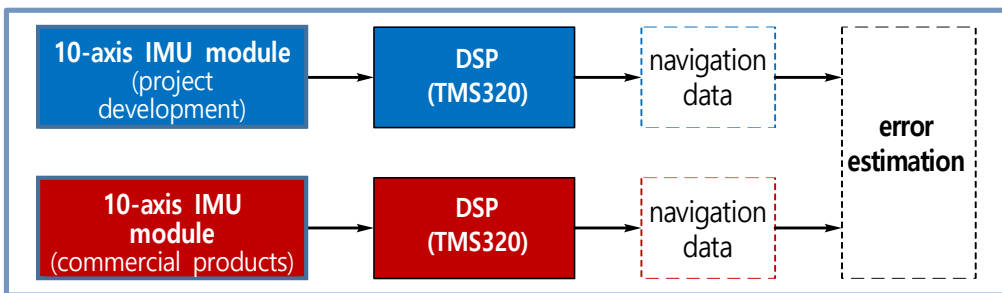 10-axis IMU module
(project
development)
DSP
(TMS320)
navigation
data
error
estimation
10-axis IMU
module
(commercial products)
DSP
(TMS320)
navigation
data